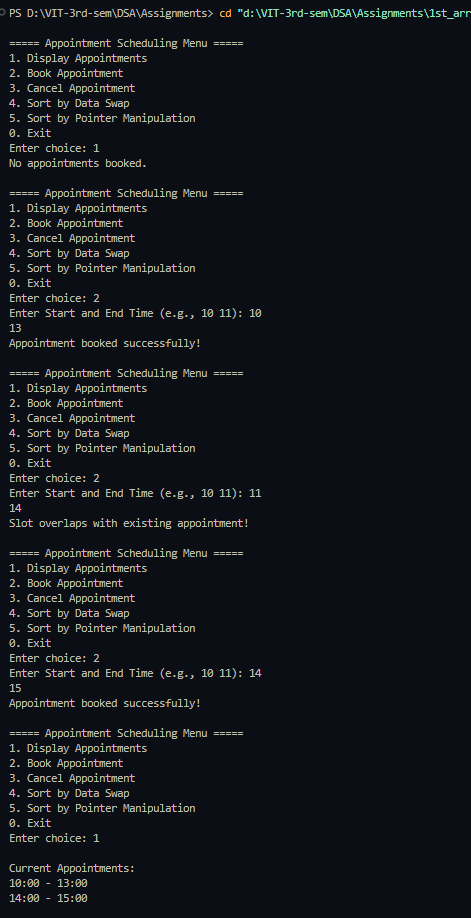 PS D:\VIT-3rd-sem\DSA\Assignments> cd "d:\VIT-3rd-sem\DSA\Assignments\1st_arr
===== Appointment Scheduling Menu =====
1. Display Appointments
2. Book Appointment
3. Cancel Appointment
4. Sort by Data Swap
5. Sort by Pointer Manipulation
0. Exit
Enter choice: 1
No appointments booked.
===== Appointment Scheduling Menu =====
1. Display Appointments
2. Book Appointment
3. Cancel Appointment
4. Sort by Data Swap
5. Sort by Pointer Manipulation
0. Exit
Enter choice: 2
Enter Start and End Time (e.g., 10 11): 10
13
Appointment booked successfully!
===== Appointment Scheduling Menu =====
1. Display Appointments
2. Book Appointment
3. Cancel Appointment
4. Sort by Data Swap
5. Sort by Pointer Manipulation
0. Exit
Enter choice: 2
Enter Start and End Time (e.g., 10 11): 11
14
Slot overlaps with existing appointment!
===== Appointment Scheduling Menu =====
1. Display Appointments
2. Book Appointment
3. Cancel Appointment
4. Sort by Data Swap
5. Sort by Pointer Manipulation
0. Exit
Enter choice: 2
Enter Start and End Time (e.g., 10 11): 14
15
Appointment booked successfully!
===== Appointment Scheduling Menu =====
1. Display Appointments
2. Book Appointment
3. Cancel Appointment
4. Sort by Data Swap
5. Sort by Pointer Manipulation
0. Exit
Enter choice: 1
Current Appointments:
10:00 - 13:00
14:00 - 15:00